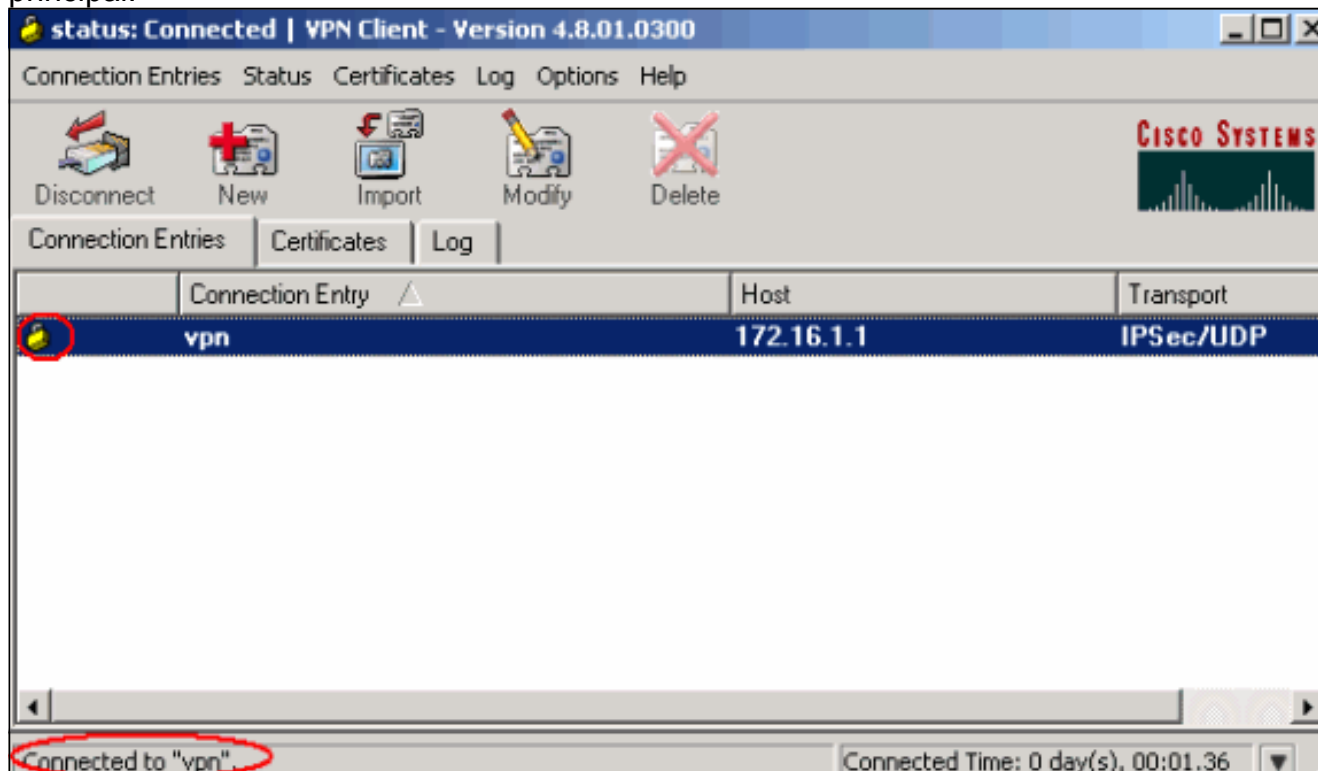 principal.
status: Connected | VPN Client - Version 4.8.01.0300
Connection Entries Status Certificates Log Options Help
Disconnect New Import Modify Delete
CISCO SYSTEMS
Connection Entries Certificates Log
Connection Entry Host Transport
vpn 172.16.1.1 IPSec/UDP
Connected to "vpn". Connected Time: 0 day(s), 00:01.36